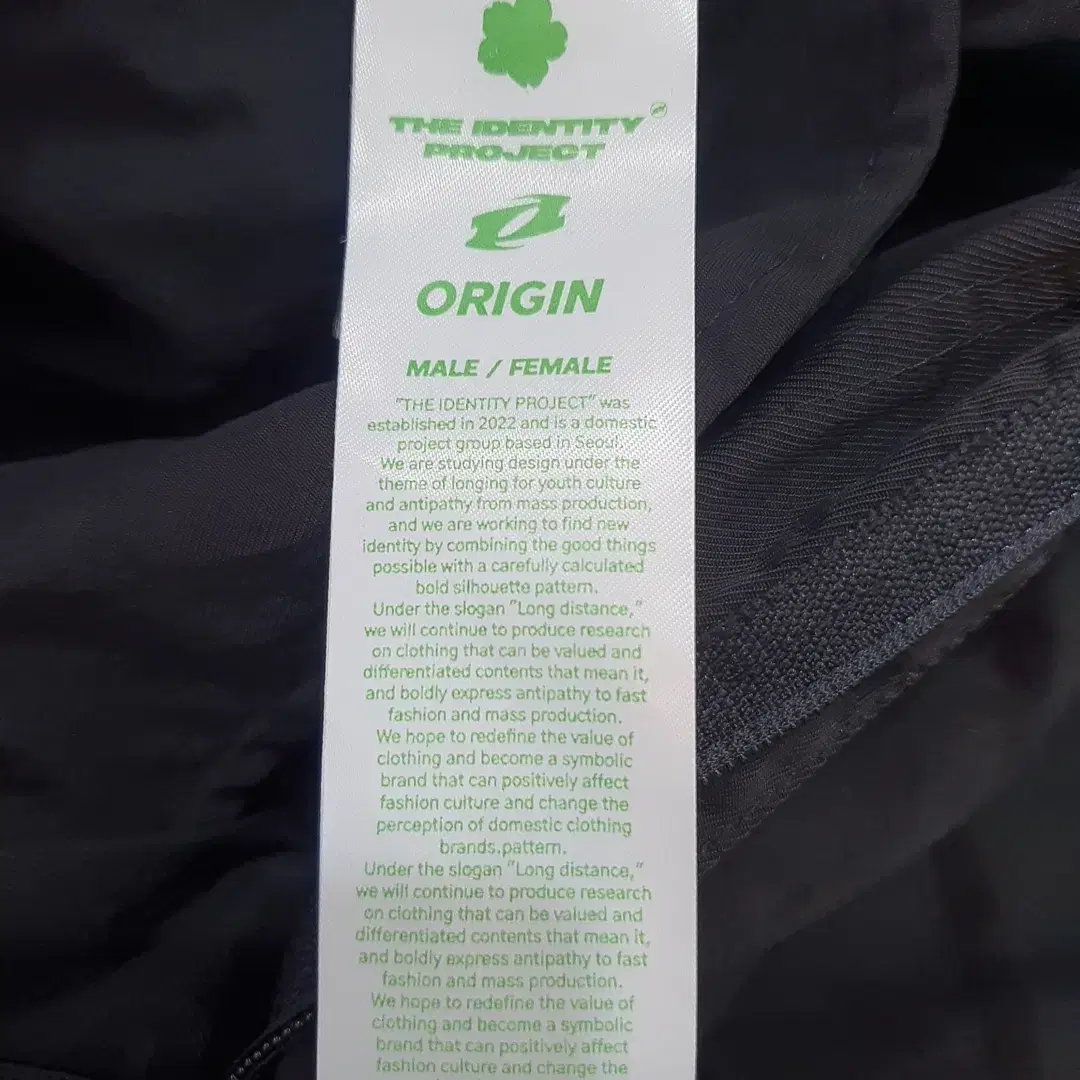 THE IDENTITY
PROJECT
ORIGIN
MALE / FEMALE
"THE IDENTITY PROJECT" was
established in 2022 and is a domestic
project group based in Seoul.
We are studying design under the
theme of longing for youth culture
and antipathy from mass production,
and we are working to find new
identity by combining the good things
possible with a carefully calculated
bold silhouette pattern.
Under the slogan "Long distance,"
we will continue to produce research
on clothing that can be valued and
differentiated contents that mean it,
and boldly express antipathy to fast
fashion and mass production.
We hope to redefine the value of
clothing and become a symbolic
brand that can positively affect
fashion culture and change the
perception of domestic clothing
brands.pattern.
Under the slogan "Long distance,"
we will continue to produce research
on clothing that can be valued and
differentiated contents that mean it,
and boldly express antipathy to fast
fashion and mass production.
We hope to redefine the value of
clothing and become a symbolic
brand that can positively affect
fashion culture and change the